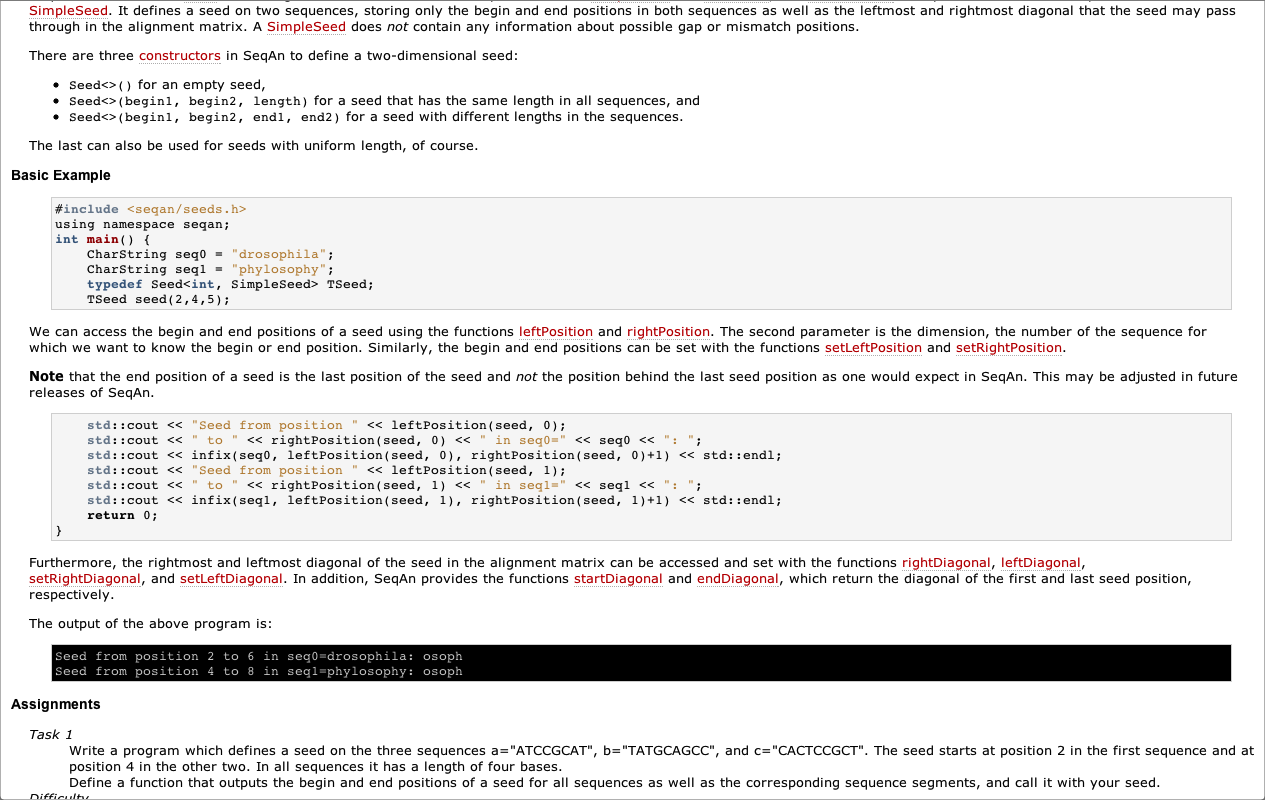 SimpleSeed. It defines a seed on two sequences, storing only the begin and end positions in both sequences as well as the leftmost and rightmost diagonal that the seed may pass
through in the alignment matrix. A SimpleSeed does not contain any information about possible gap or mismatch positions.
There are three constructors in SeqAn to define a two-dimensional seed:
• Seed<>() for an empty seed,
• Seed<>(begin1, begin2, length) for a seed that has the same length in all sequences, and
• Seed<>(begin1, begin2, end1, end2) for a seed with different lengths in the sequences.
The last can also be used for seeds with uniform length, of course.
Basic Example
#include <seqan/seeds.h>
using namespace seqan;
int main() {
    CharString seq0 = "drosophila";
    CharString seq1 = "phylosophy";
    typedef Seed<int, SimpleSeed> TSeed;
    TSeed seed(2,4,5);
We can access the begin and end positions of a seed using the functions leftPosition and rightPosition. The second parameter is the dimension, the number of the sequence for
which we want to know the begin or end position. Similarly, the begin and end positions can be set with the functions setLeftPosition and setRightPosition.
Note that the end position of a seed is the last position of the seed and not the position behind the last seed position as one would expect in SeqAn. This may be adjusted in future
releases of SeqAn.
    std::cout << "Seed from position " << leftPosition(seed, 0);
    std::cout << " to " << rightPosition(seed, 0) << " in seq0=" << seq0 << ": ";
    std::cout << infix(seq0, leftPosition(seed, 0), rightPosition(seed, 0)+1) << std::endl;
    std::cout << "Seed from position " << leftPosition(seed, 1);
    std::cout << " to " << rightPosition(seed, 1) << " in seq1=" << seq1 << ": ";
    std::cout << infix(seq1, leftPosition(seed, 1), rightPosition(seed, 1)+1) << std::endl;
    return 0;
}
Furthermore, the rightmost and leftmost diagonal of the seed in the alignment matrix can be accessed and set with the functions rightDiagonal, leftDiagonal,
setRightDiagonal, and setLeftDiagonal. In addition, SeqAn provides the functions startDiagonal and endDiagonal, which return the diagonal of the first and last seed position,
respectively.
The output of the above program is:
Seed from position 2 to 6 in seq0=drosophila: osoph
Seed from position 4 to 8 in seq1=phylosophy: osoph
Assignments
Task 1
Write a program which defines a seed on the three sequences a="ATCCGCAT", b="TATGCAGCC", and c="CACTCCGCT". The seed starts at position 2 in the first sequence and at
position 4 in the other two. In all sequences it has a length of four bases.
Define a function that outputs the begin and end positions of a seed for all sequences as well as the corresponding sequence segments, and call it with your seed.
Difficulty